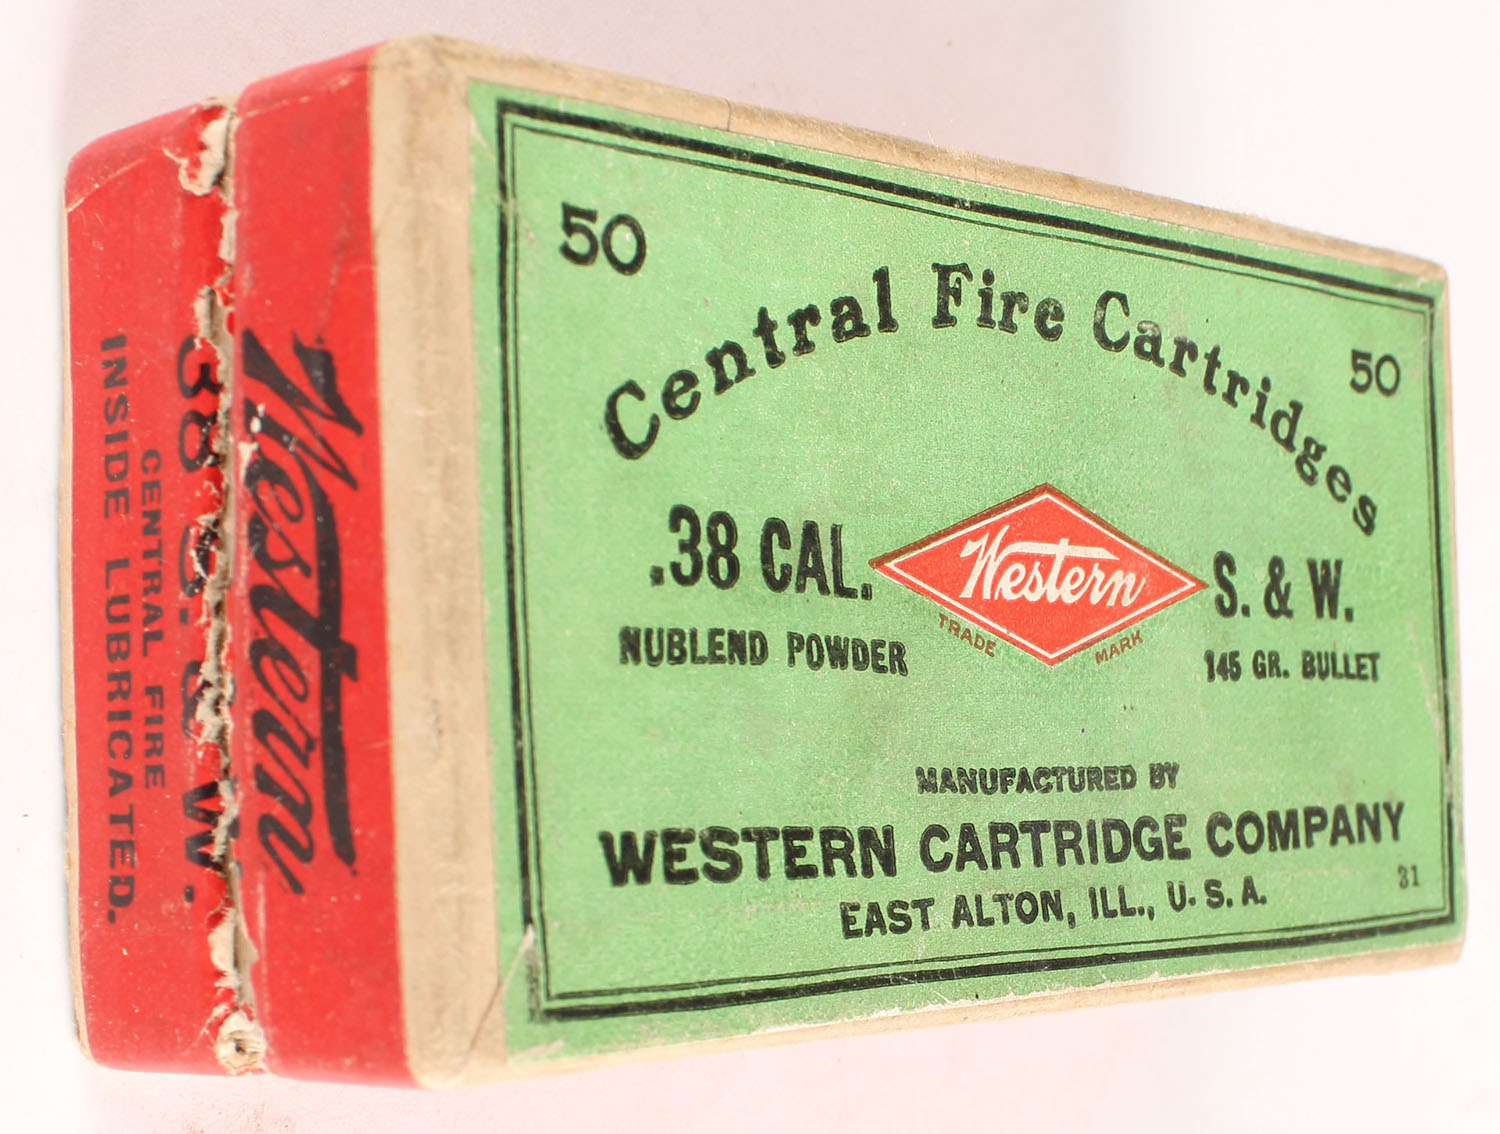 50
50
Central Fire Cartridges
.38 CAL.
Western
S. & W.
TRADE MARK
NUBLEND POWDER
145 GR. BULLET
MANUFACTURED BY
WESTERN CARTRIDGE COMPANY
EAST ALTON, ILL., U. S. A.
31
Western
38 S. & W.
CENTRAL FIRE
INSIDE LUBRICATED.